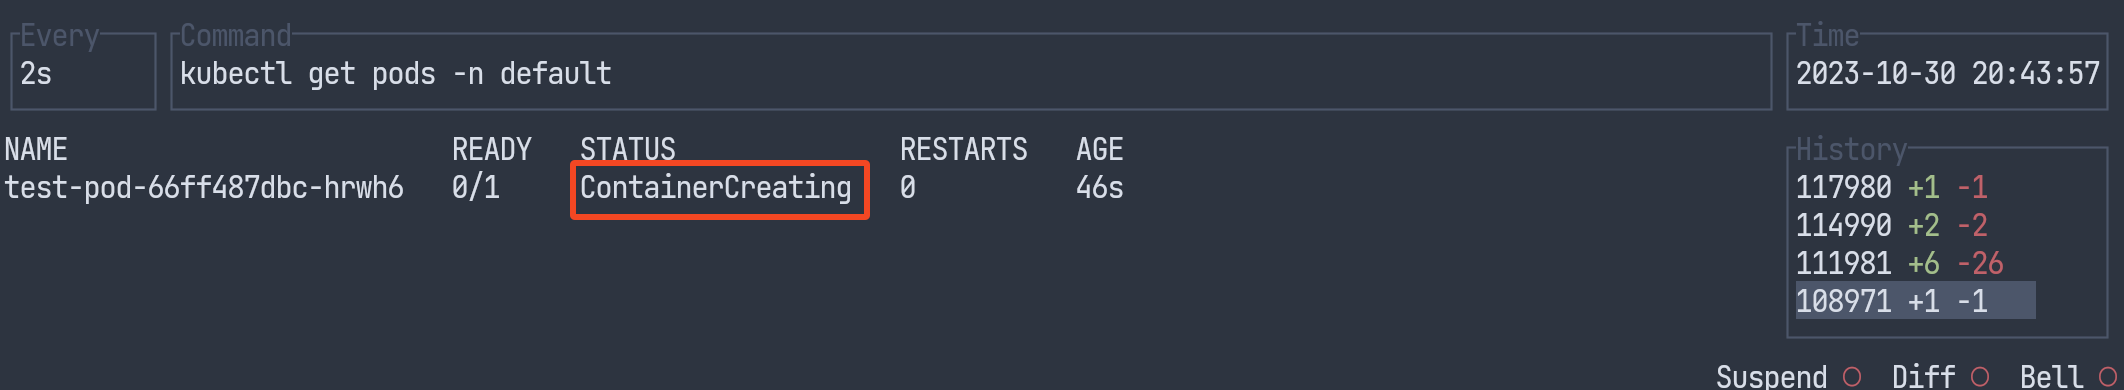 Every Command Time
2s kubectl get pods -n default 2023-10-30 20:43:57
NAME READY STATUS RESTARTS AGE
test-pod-66ff487dbc-hrwh6 0/1 ContainerCreating 0 46s
History
117980 +1 -1
114990 +2 -2
111981 +6 -26
108971 +1 -1
Suspend Diff Bell